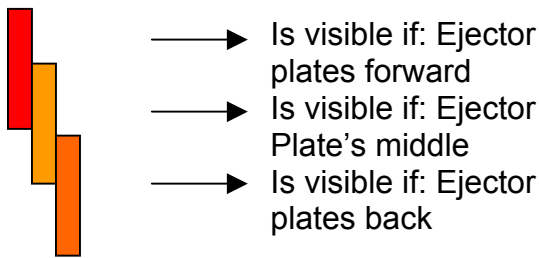 Is visible if: Ejector
plates forward
Is visible if: Ejector
Plate’s middle
Is visible if: Ejector
plates back